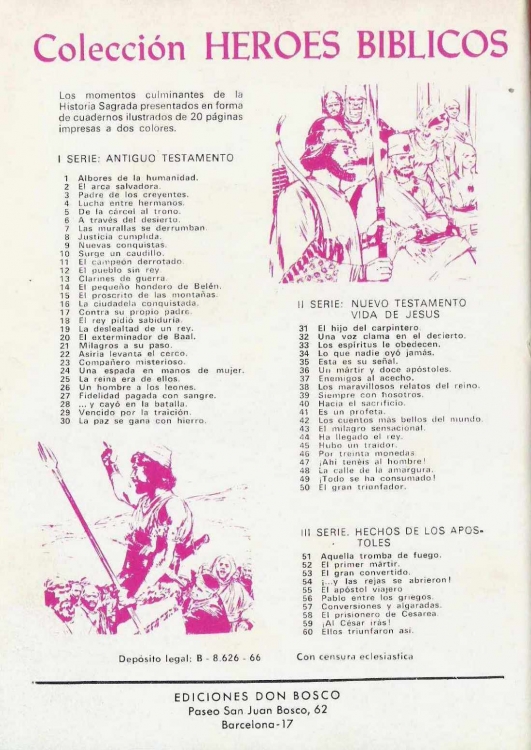 Colección HEROES BIBLICOS
Los momentos culminantes de la
Historia Sagrada presentados en forma
de cuadernos ilustrados de 20 páginas
impresas a dos colores.
I SERIE: ANTIGUO TESTAMENTO
1 Albores de la humanidad.
2 El arca salvadora.
3 Padre de los creyentes.
4 Lucha entre hermanos.
5 De la cárcel al trono.
6 A través del desierto.
7 Las murallas se derrumban.
8 Justicia cumplida.
9 Nuevas conquistas.
10 Surge un caudillo.
11 El campeón derrotado.
12 El pueblo sin rey.
13 Clarines de guerra.
14 El pequeño hondero de Belén.
15 El proscrito de las montañas.
16 La ciudadela conquistada.
17 Contra su propio padre.
18 El rey pidió sabiduría.
19 La deslealtad de un rey.
20 El exterminador de Baal.
21 Milagros a su paso.
22 Asiria levanta el cerco.
23 Compañero misterioso.
24 Una espada en manos de mujer.
25 La reina era de ellos.
26 Un hombre a los leones.
27 Fidelidad pagada con sangre.
28 ... y cayó en la batalla.
29 Vencido por la traición.
30 La paz se gana con hierro.
II SERIE: NUEVO TESTAMENTO
VIDA DE JESUS
31 El hijo del carpintero
32 Una voz clama en el decierto.
33 Los espíritus le obedecen.
34 Lo que nadie oyó jamás.
35 Esta es su señal.
36 Un mártir y doce apóstoles.
37 Enemigos al acecho.
38 Los maravillosos relatos del reino.
39 Siempre con nosotros.
40 Hacia el sacrificio.
41 Es un profeta.
42 Los cuentos más bellos del mundo.
43 El milagro sensacional.
44 Ha llegado el rey.
45 Hubo un traidor.
46 Por treinta monedas
47 ¡Ahí tenéis al hombre!
48 La calle de la amargura.
49 ¡Todo se ha consumado!
50 El gran triunfador.
III SERIE. HECHOS DE LOS APOS-
TOLES
51 Aquella tromba de fuego.
52 El primer mártir.
53 El gran convertido.
54 ¡...y las rejas se abrieron!
55 El apóstol viajero
56 Pablo entre los griegos.
57 Conversiones y algaradas.
58 El prisionero de Cesarea.
59 ¡Al César irás!
60 Ellos triunfaron así.
Depósito legal: B - 8.626 - 66
Con censura eclesiastica
EDICIONES DON BOSCO
Paseo San Juan Bosco, 62
Barcelona-17